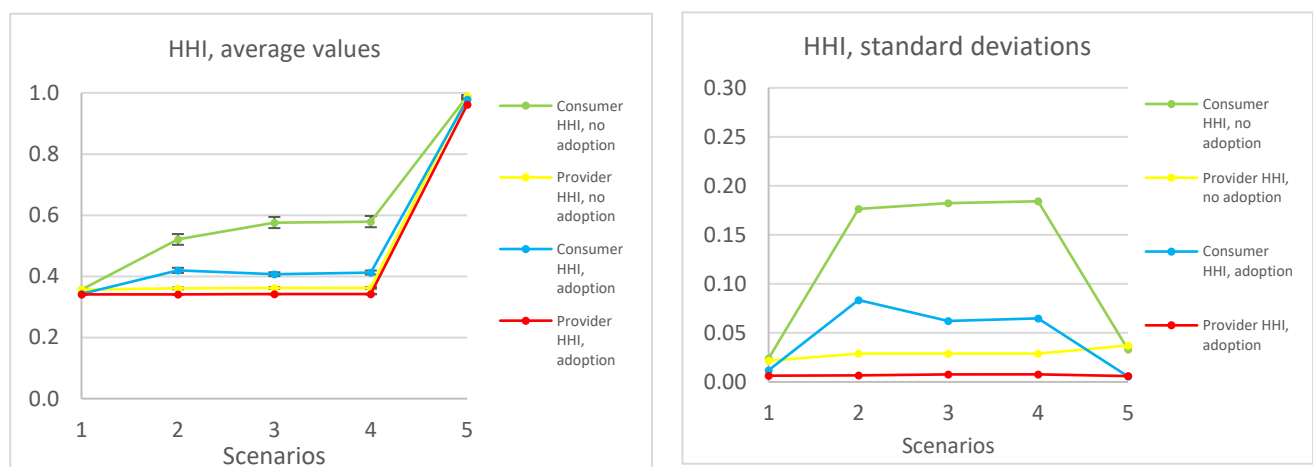 HHI, average values
1.0
0.8
0.6
0.4
0.2
0.0
1
2
3
4
5
Scenarios
Consumer
HHI, no
adoption
Provider
HHI, no
adoption
Consumer
HHI,
adoption
Provider
HHI,
adoption
HHI, standard deviations
0.30
0.25
0.20
0.15
0.10
0.05
0.00
1
2
3
4
5
Scenarios
Consumer
HHI, no
adoption
Provider HHI,
no adoption
Consumer
HHI, adoption
Provider HHI,
adoption